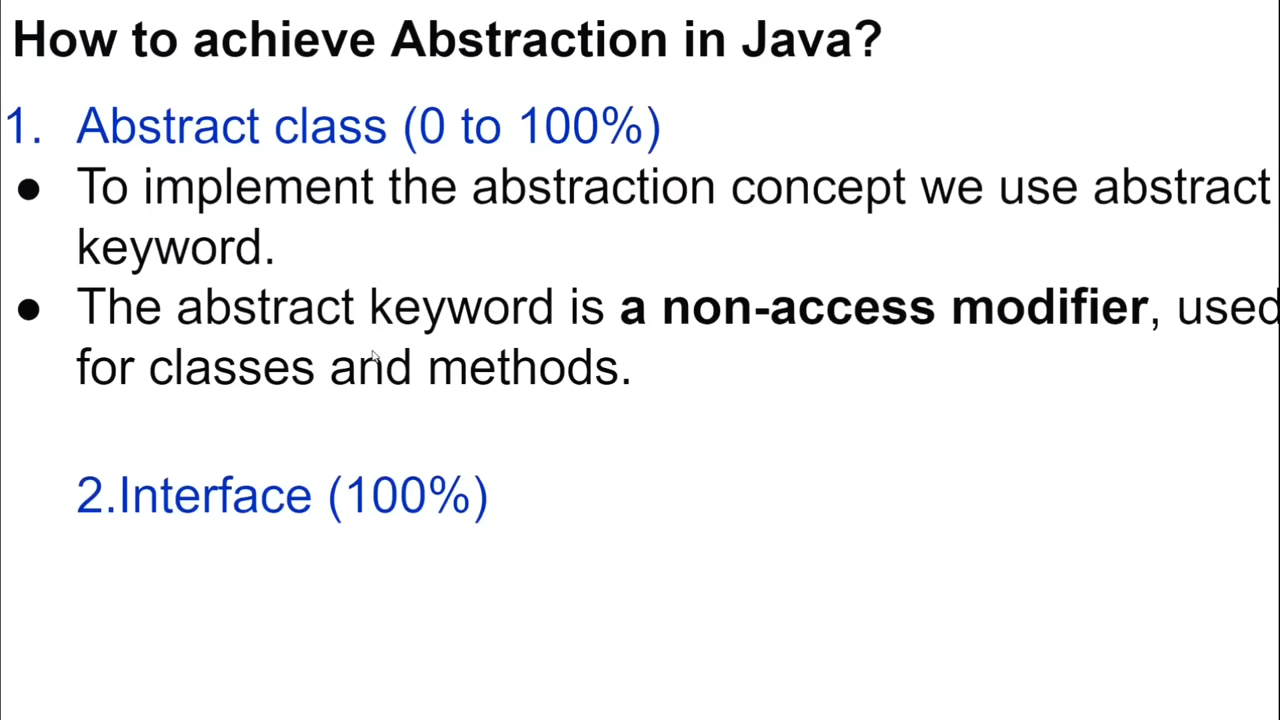 How to achieve Abstraction in Java?
1. Abstract class (0 to 100%)
● To implement the abstraction concept we use abstract
keyword.
● The abstract keyword is a non-access modifier, used
for classes and methods.
2.Interface (100%)